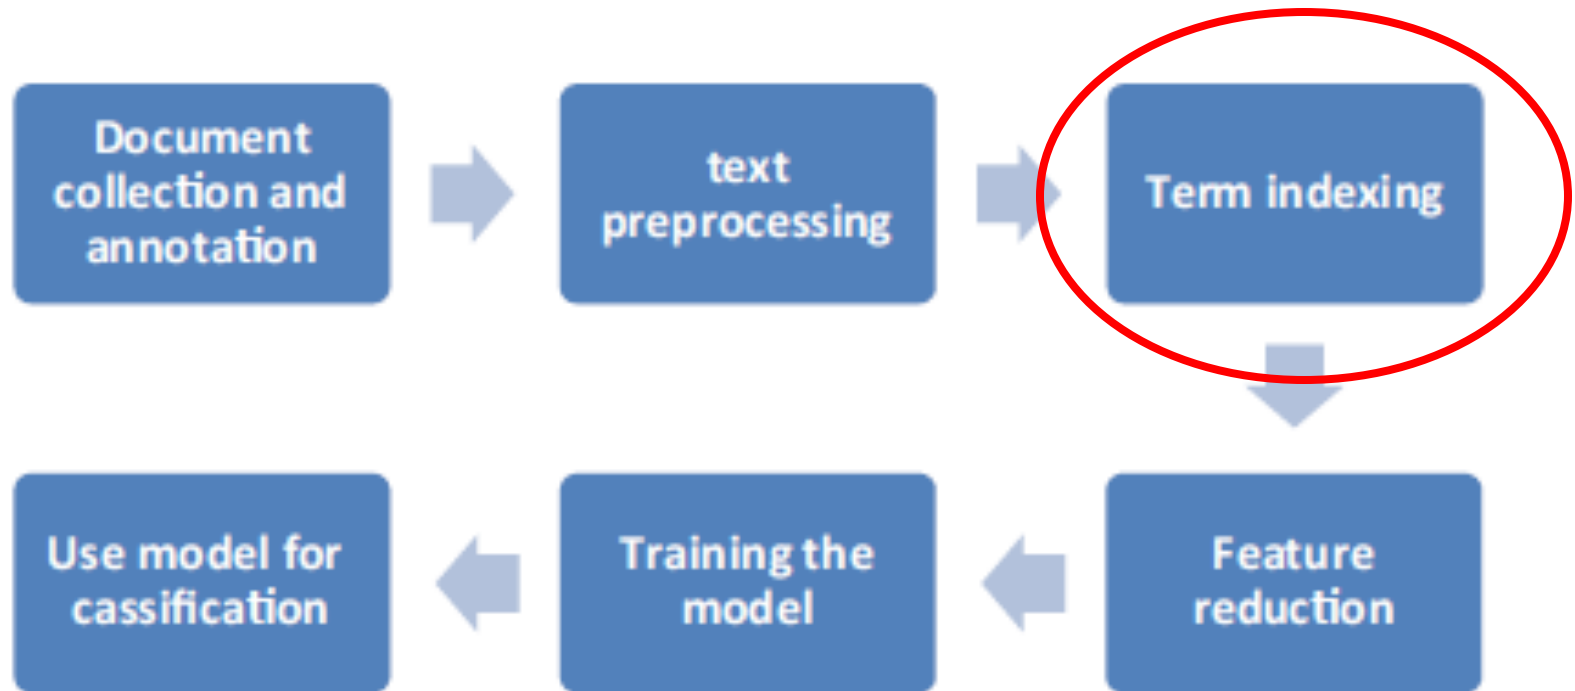 Document
collection and
annotation
text
preprocessing
Term indexing
Use model for
cassification
Training the
model
Feature
reduction